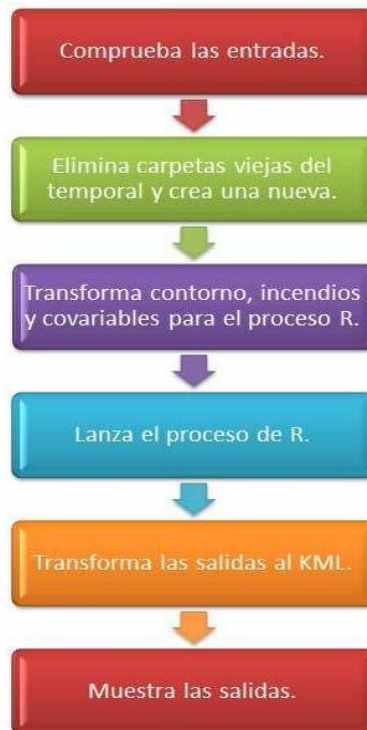 Comprueba las entradas.
Elimina carpetas viejas del
temporal y crea una nueva.
Transforma contorno, incendios
y covariables para el proceso R.
Lanza el proceso de R.
Transforma las salidas al KML.
Muestra las salidas.